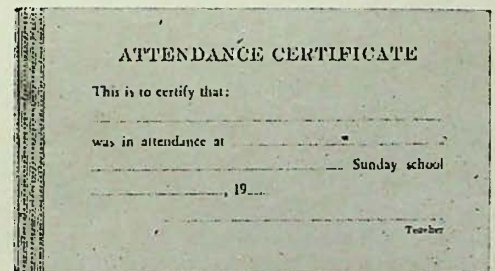 ATTENDANCE CERTIFICATE
This is to certify that:
was in attendance at
Sunday school
, 19
Teacher